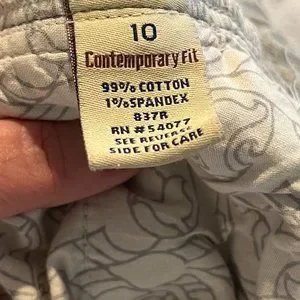 10
Contemporary Fit
99% COTTON
1% SPANDEX
837R
RN #54077
SEE REVERSE
SIDE FOR CARE